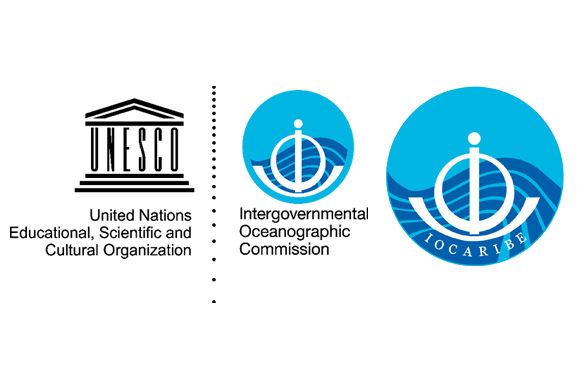 UNESCO
United Nations
Educational, Scientific and
Cultural Organization
Intergovernmental
Oceanographic
Commission
IOCARIBE